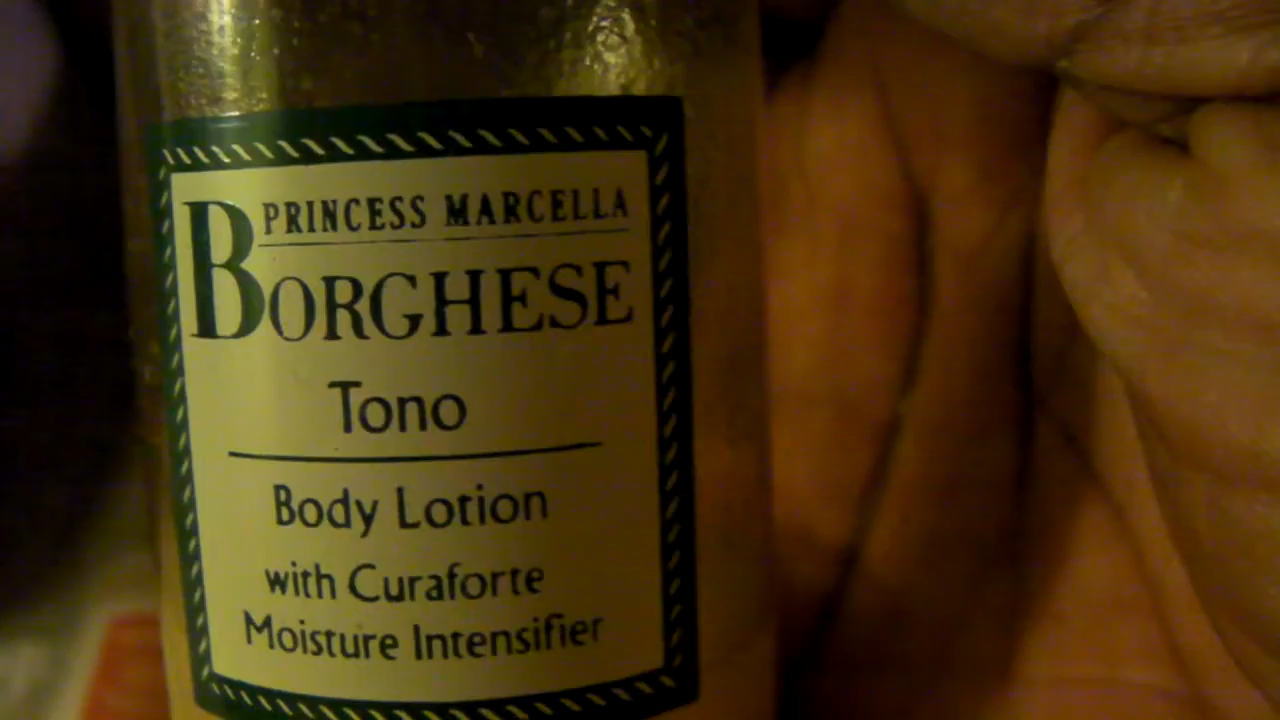 PRINCESS MARCELLA
BORGHESE
Tono
Body Lotion
with Curaforte
Moisture Intensifier